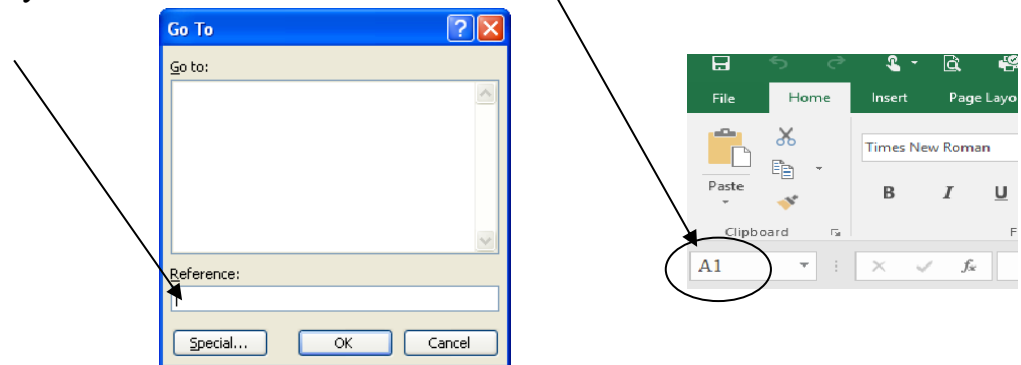 Go To
Go to:
Reference:
Special...
OK
Cancel
File
Home
Insert
Page Layo
Paste
Times New Roman
B
I
U
Clipboard
F
A1
fx